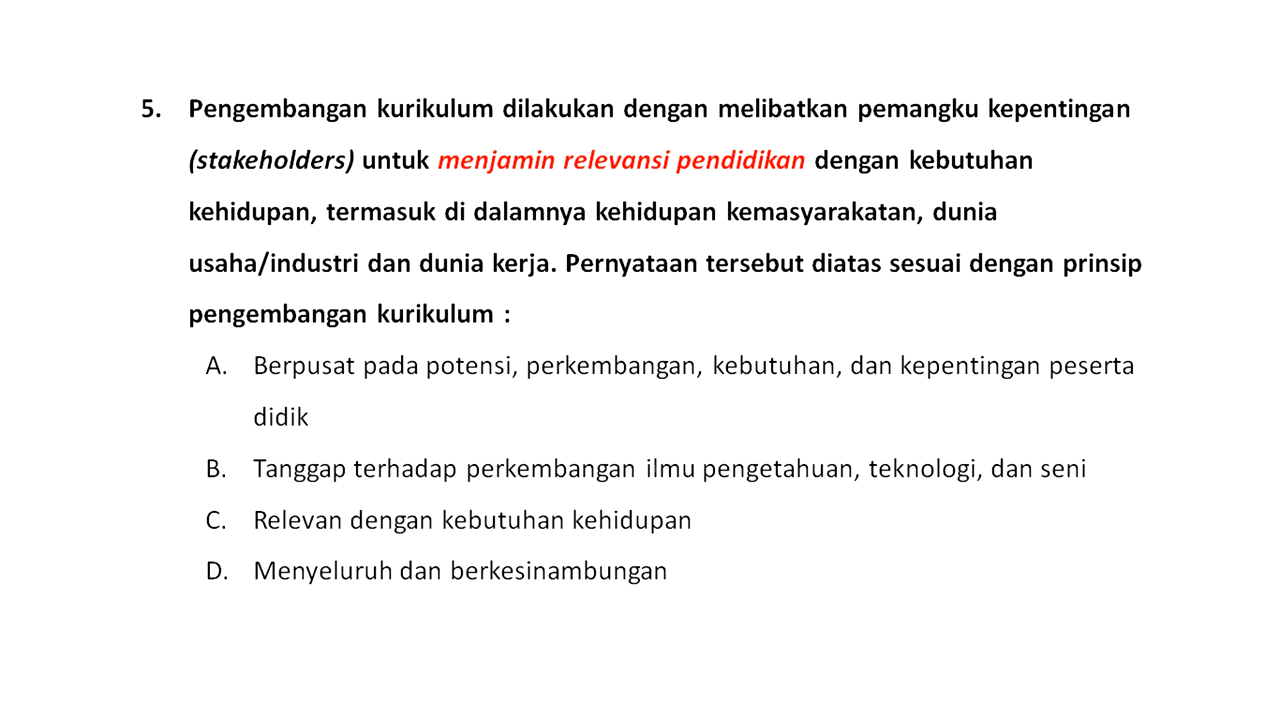 5. Pengembangan kurikulum dilakukan dengan melibatkan pemangku kepentingan
(stakeholders) untuk menjamin relevansi pendidikan dengan kebutuhan
kehidupan, termasuk di dalamnya kehidupan kemasyarakatan, dunia
usaha/industri dan dunia kerja. Pernyataan tersebut diatas sesuai dengan prinsip
pengembangan kurikulum :
A. Berpusat pada potensi, perkembangan, kebutuhan, dan kepentingan peserta
didik
B. Tanggap terhadap perkembangan ilmu pengetahuan, teknologi, dan seni
C. Relevan dengan kebutuhan kehidupan
D. Menyeluruh dan berkesinambungan